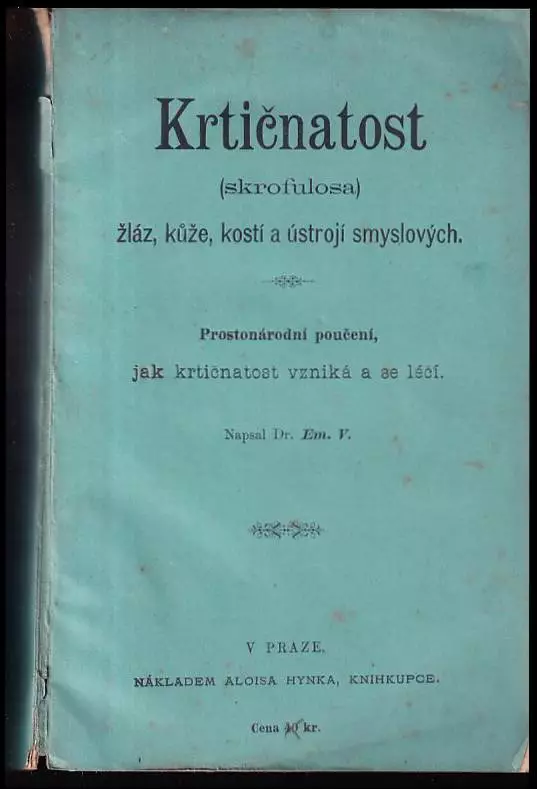 Krtičnatost
(skrofulosa)
žláz, kůže, kostí a ústrojí smyslových.
Prostonárodní poučení,
jak krtičnatost vzniká a se léčí.
Napsal Dr. Em. V.
V PRAZE.
NÁKLADEM ALOISA HYNKA, KNIHKUPCE.
Cena kr.